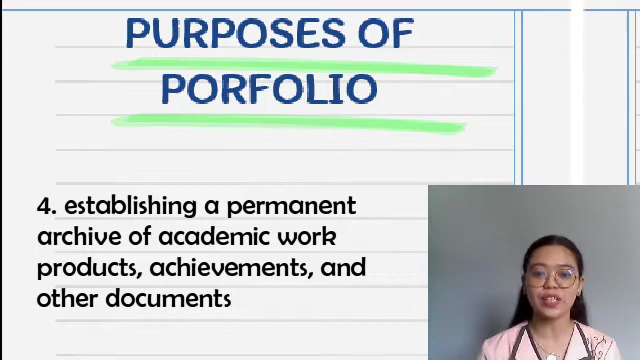 PURPOSES OF
PORFOLIO
4. establishing a permanent
archive of academic work
products, achievements, and
other documents